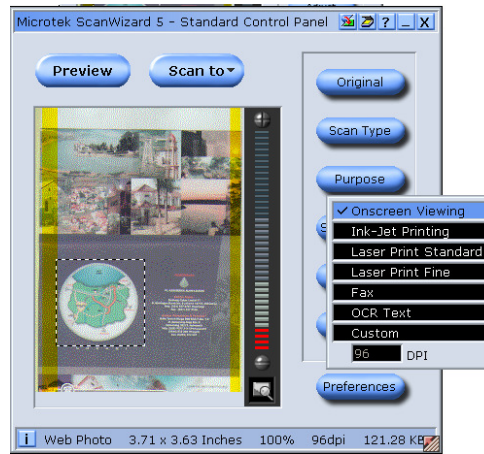 Microtek ScanWizard 5 – Standard Control Panel
Preview
Scan to
Original
Scan Type
Purpose
✓ Onscreen Viewing
Ink-Jet Printing
Laser Print Standard
Laser Print Fine
Fax
OCR Text
Custom
96 DPI
Preferences
i Web Photo 3.71 x 3.63 Inches 100% 96dpi 121.28 KB